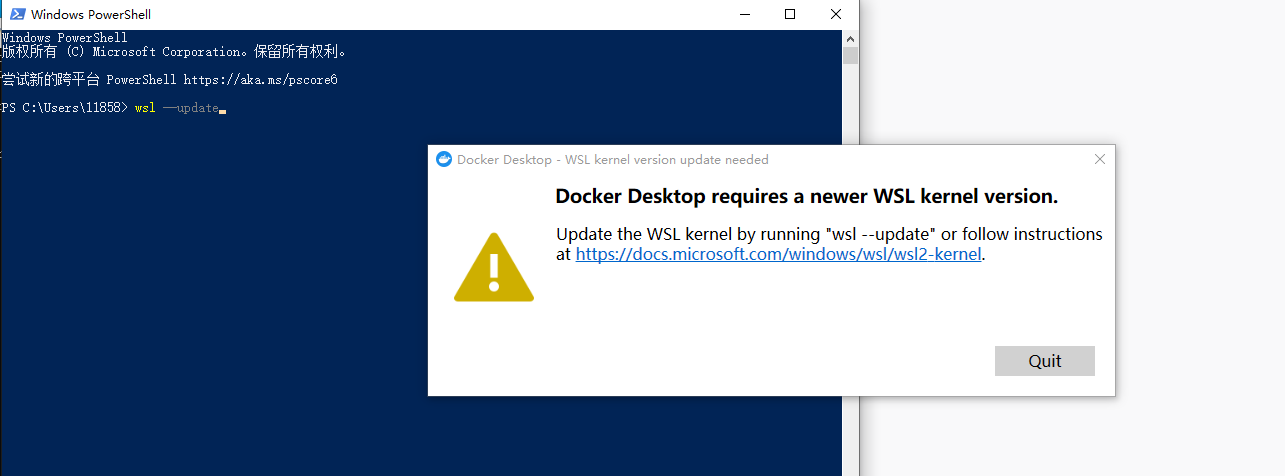 Windows PowerShell
Windows PowerShell
版权所有 (C) Microsoft Corporation。保留所有权利。
尝试新的跨平台 PowerShell https://aka.ms/pscore6
PS C:\Users\11858> wsl --update
Docker Desktop - WSL kernel version update needed
Docker Desktop requires a newer WSL kernel version.
Update the WSL kernel by running "wsl --update" or follow instructions
at https://docs.microsoft.com/windows/wsl/wsl2-kernel.
Quit